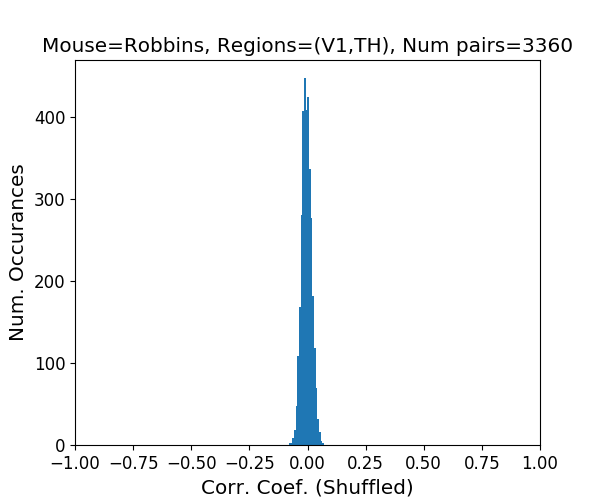 Mouse=Robbins, Regions=(V1,TH), Num pairs=3360
Num. Occurances
400
300
200
100
0
−1.00 −0.75 −0.50 −0.25 0.00 0.25 0.50 0.75 1.00
Corr. Coef. (Shuffled)